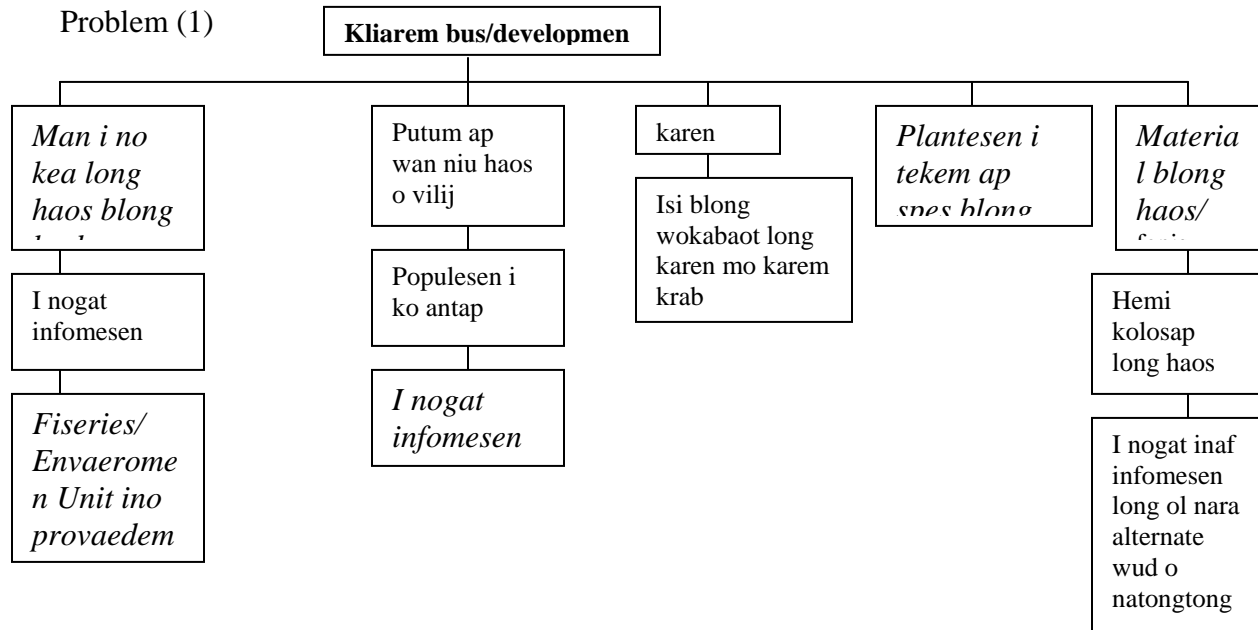 Problem (1)
Kliarem bus/developmen
Man i no
kea long
haos blong
I nogat
infomesen
Fiseries/
Envaerome
n Unit ino
provaedem
Putum ap
wan niu haos
o vilij
Populesen i
ko antap
I nogat
infomesen
karen
Isi blong
wokabaot long
karen mo karem
krab
Plantesen i
tekem ap
spes blong
Materia
l blong
haos/
Hemi
kolosap
long haos
I nogat inaf
infomesen
long ol nara
alternate
wud o
natongtong